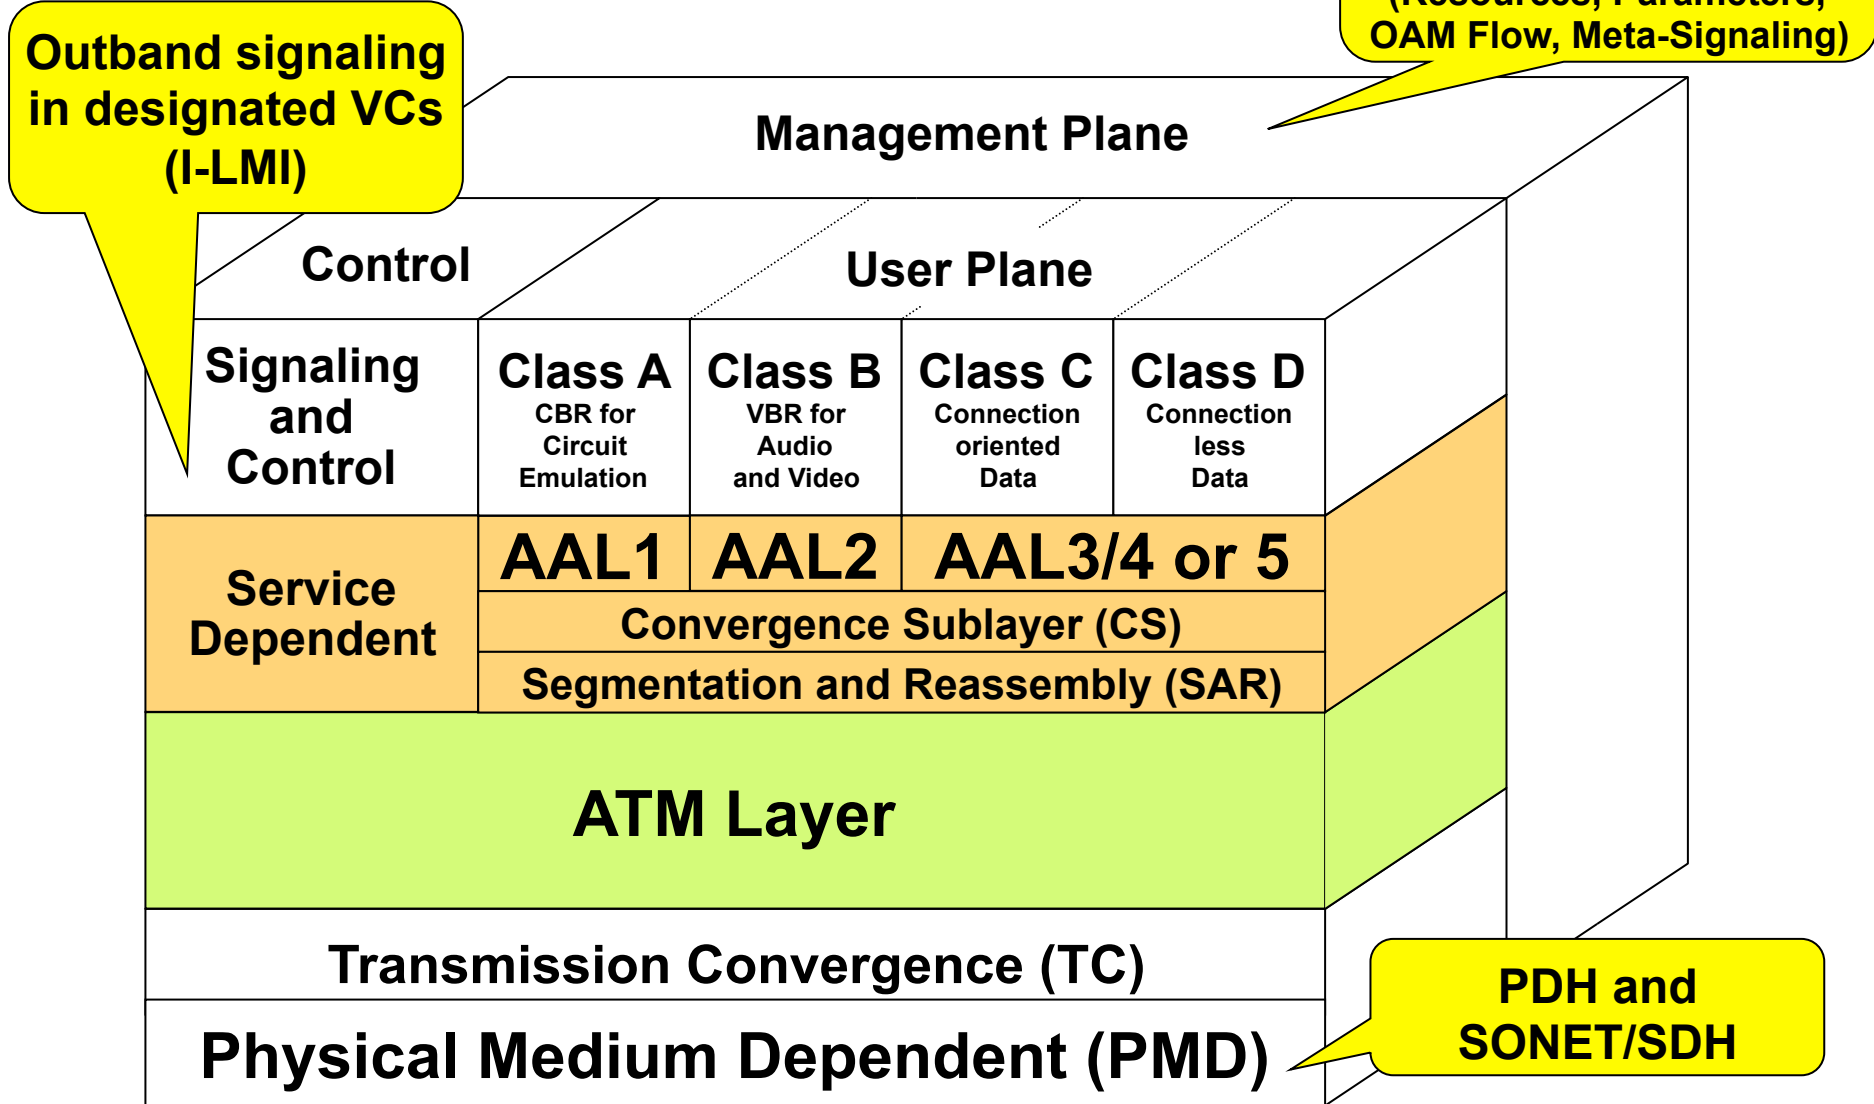 (Resources, Parameters,
OAM Flow, Meta-Signaling)
Outband signaling
in designated VCs
(I-LMI)
Management Plane
Control
User Plane
Signaling
and
Control
Class A
CBR for
Circuit
Emulation
Class B
VBR for
Audio
and Video
Class C
Connection
oriented
Data
Class D
Connection
less
Data
Service
Dependent
AAL1
AAL2
AAL3/4 or 5
Convergence Sublayer (CS)
Segmentation and Reassembly (SAR)
ATM Layer
Transmission Convergence (TC)
Physical Medium Dependent (PMD)
PDH and
SONET/SDH